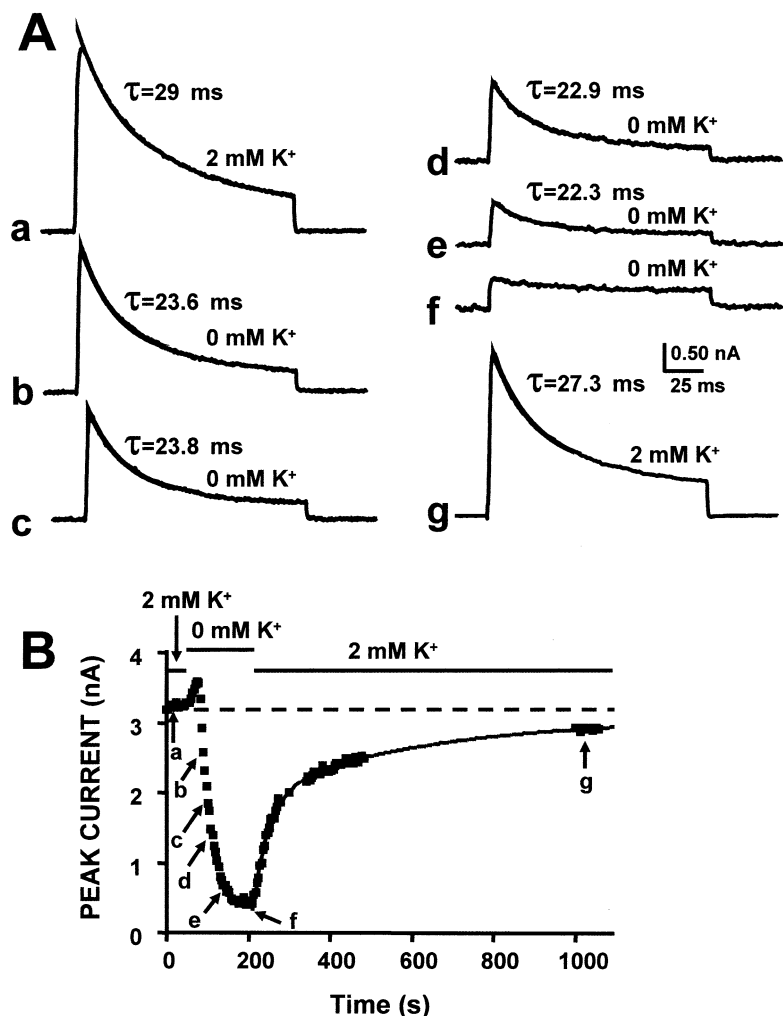 A
τ=29 ms
2 mM K⁺
a
τ=23.6 ms
0 mM K⁺
b
τ=23.8 ms
0 mM K⁺
c
τ=22.9 ms
0 mM K⁺
d
τ=22.3 ms
0 mM K⁺
e
0 mM K⁺
f
0.50 nA
25 ms
τ=27.3 ms
2 mM K⁺
g
B
2 mM K⁺
0 mM K⁺
2 mM K⁺
PEAK CURRENT (nA)
4
3
2
1
0
a
b
c
d
e
f
g
0 200 400 600 800 1000
Time (s)